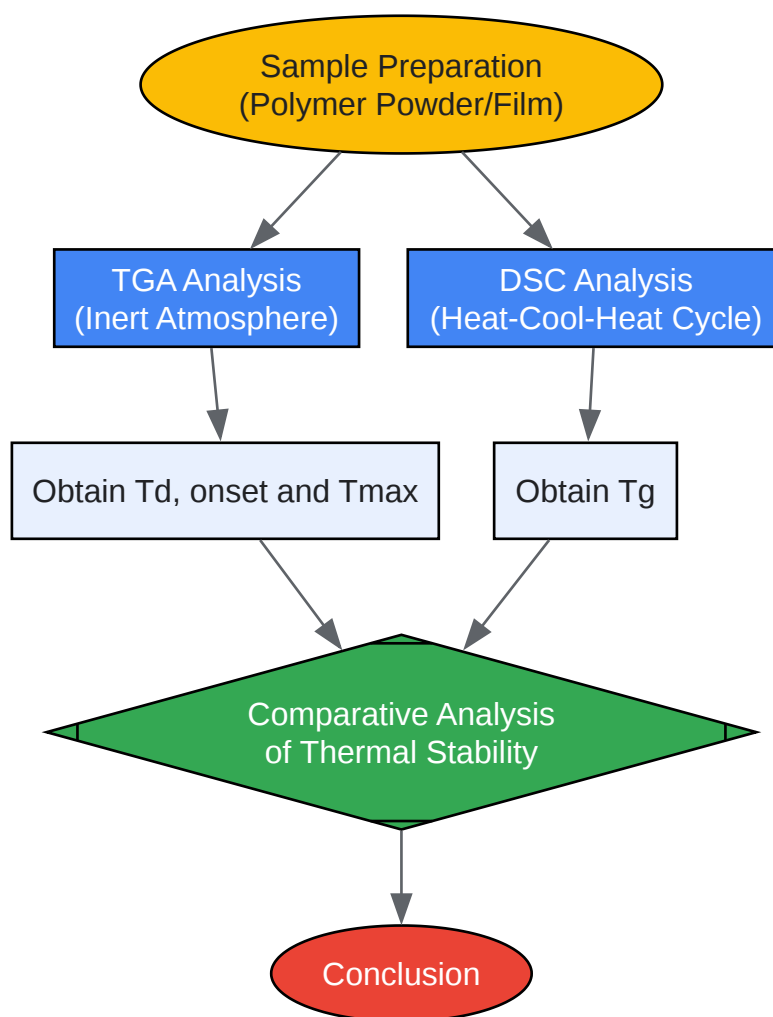 Sample Preparation
(Polymer Powder/Film)
TGA Analysis
(Inert Atmosphere)
DSC Analysis
(Heat-Cool-Heat Cycle)
Obtain Td, onset and Tmax
Obtain Tg
Comparative Analysis
of Thermal Stability
Conclusion